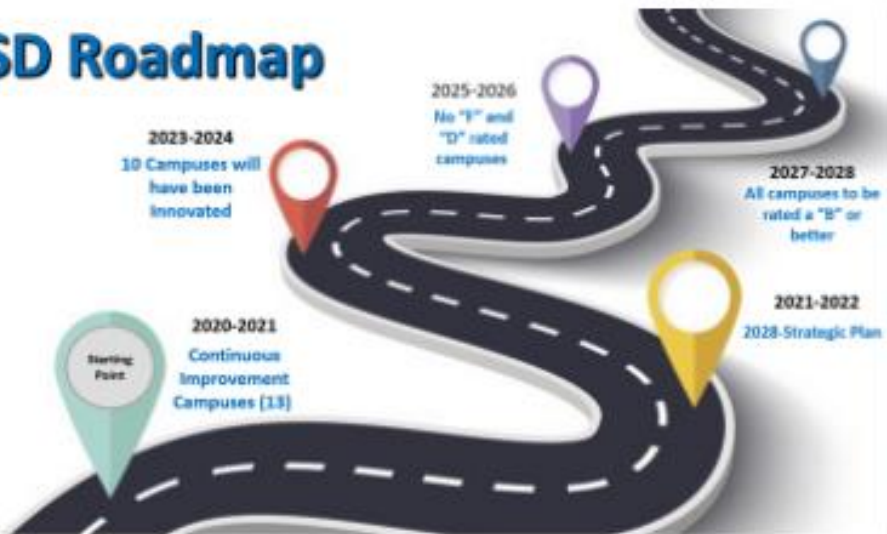 SD Roadmap
2025-2026
No "F" and
"D" rated
campuses
2023-2024
10 Campuses will
have been
Innovated
2027-2028
All campuses to be
rated a "B" or
better
2021-2022
2028-Strategic Plan
2020-2021
Continuous
Improvement
Campuses (13)
Starting
Point